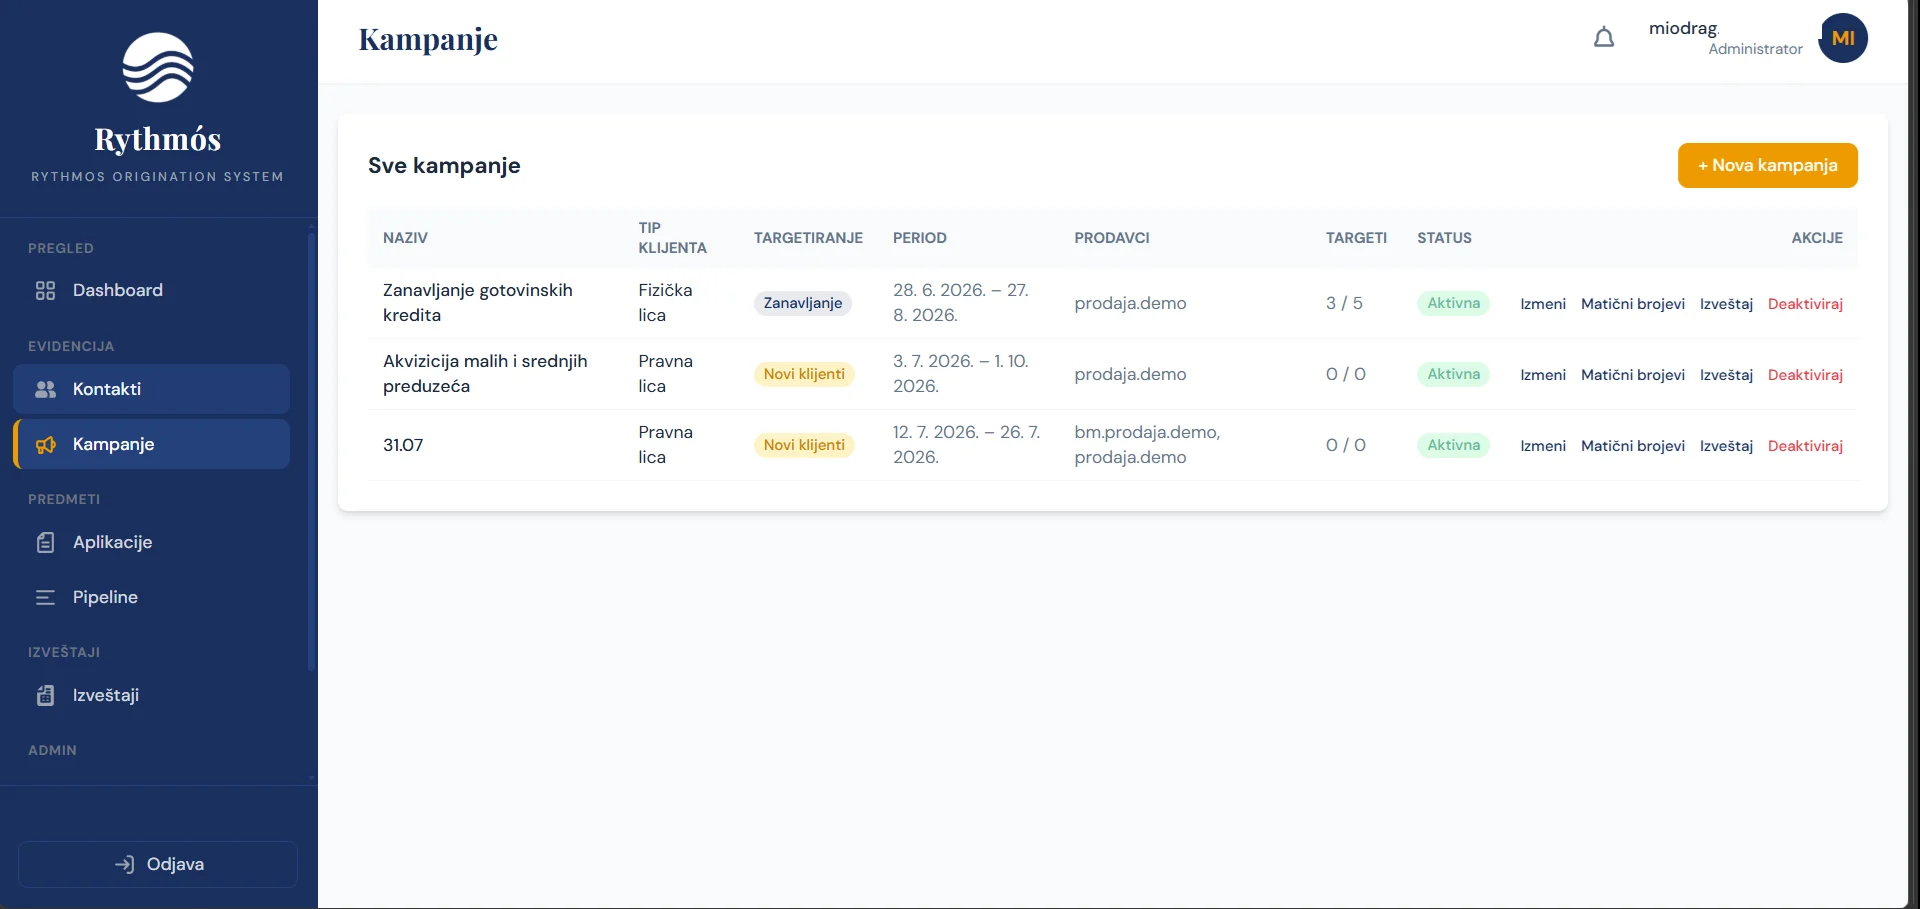 Rythmós
RYTHMOS ORIGINATION SYSTEM
PREGLED
Dashboard
EVIDENCIJA
Kontakti
Kampanje
PREDMETI
Aplikacije
Pipeline
IZVEŠTAJI
Izveštaji
ADMIN
Odjava
Kampanje
miodrag.
Administrator
MI
Sve kampanje
+ Nova kampanja
NAZIV
TIP
KLIJENTA
TARGETIRANJE
PERIOD
PRODAVCI
TARGETI
STATUS
AKCIJE
Zanavljanje gotovinskih
kredita
Fizička
lica
Zanavljanje
28. 6. 2026. – 27.
8. 2026.
prodaja.demo
3 / 5
Aktivna
Izmeni Matični brojevi Izveštaj Deaktiviraj
Akvizicija malih i srednjih
preduzeća
Pravna
lica
Novi klijenti
3. 7. 2026. – 1. 10.
2026.
prodaja.demo
0 / 0
Aktivna
Izmeni Matični brojevi Izveštaj Deaktiviraj
31.07
Pravna
lica
Novi klijenti
12. 7. 2026. – 26. 7.
2026.
bm.prodaja.demo,
prodaja.demo
0 / 0
Aktivna
Izmeni Matični brojevi Izveštaj Deaktiviraj